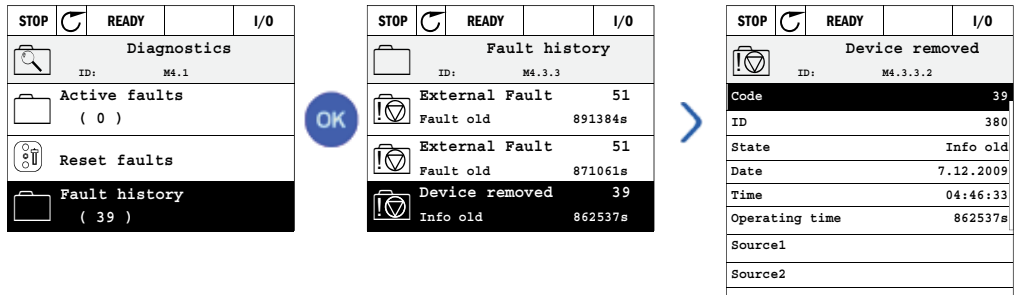 STOP READY I/O
Diagnostics
ID: M4.1
Active faults
( 0 )
Reset faults
Fault history
( 39 )
OK
STOP READY I/O
Fault history
ID: M4.3.3
External Fault 51
Fault old 891384s
External Fault 51
Fault old 871061s
Device removed 39
Info old 862537s
STOP READY I/O
Device removed
ID: M4.3.3.2
Code 39
ID 380
State Info old
Date 7.12.2009
Time 04:46:33
Operating time 862537s
Source1
Source2